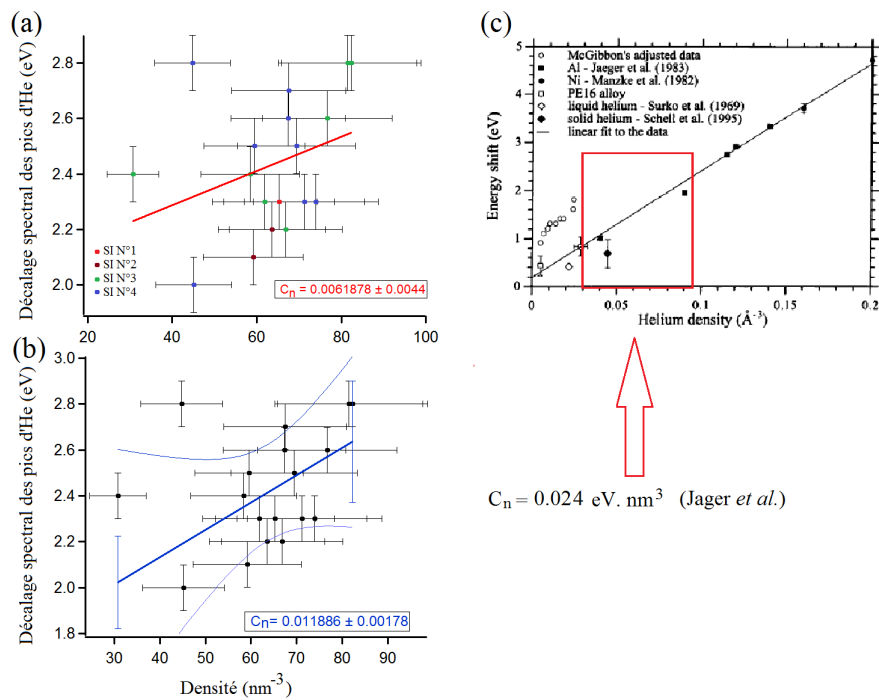 (a)
Décalage spectral des pics d'He (eV)
2.8
2.6
2.4
2.2
2.0
SI N°1
SI N°2
SI N°3
SI N°4
Cn = 0.0061878 ± 0.0044
20
40
60
80
100
(b)
Décalage spectral des pics d'He (eV)
3.0
2.8
2.6
2.4
2.2
2.0
1.8
Cn= 0.011886 ± 0.00178
30
40
50
60
70
80
90
Densité (nm-3)
(c)
Energy shift (eV)
5
4
3
2
1
0
McGibbon's adjusted data
Al - Jaeger et al. (1983)
Ni - Manzke et al. (1982)
PE16 alloy
liquid helium - Surko et al. (1969)
solid helium - Schell et al. (1995)
linear fit to the data
0
0.05
0.1
0.15
0.2
Helium density (Å-3)
Cn = 0.024 eV. nm3 (Jager et al.)